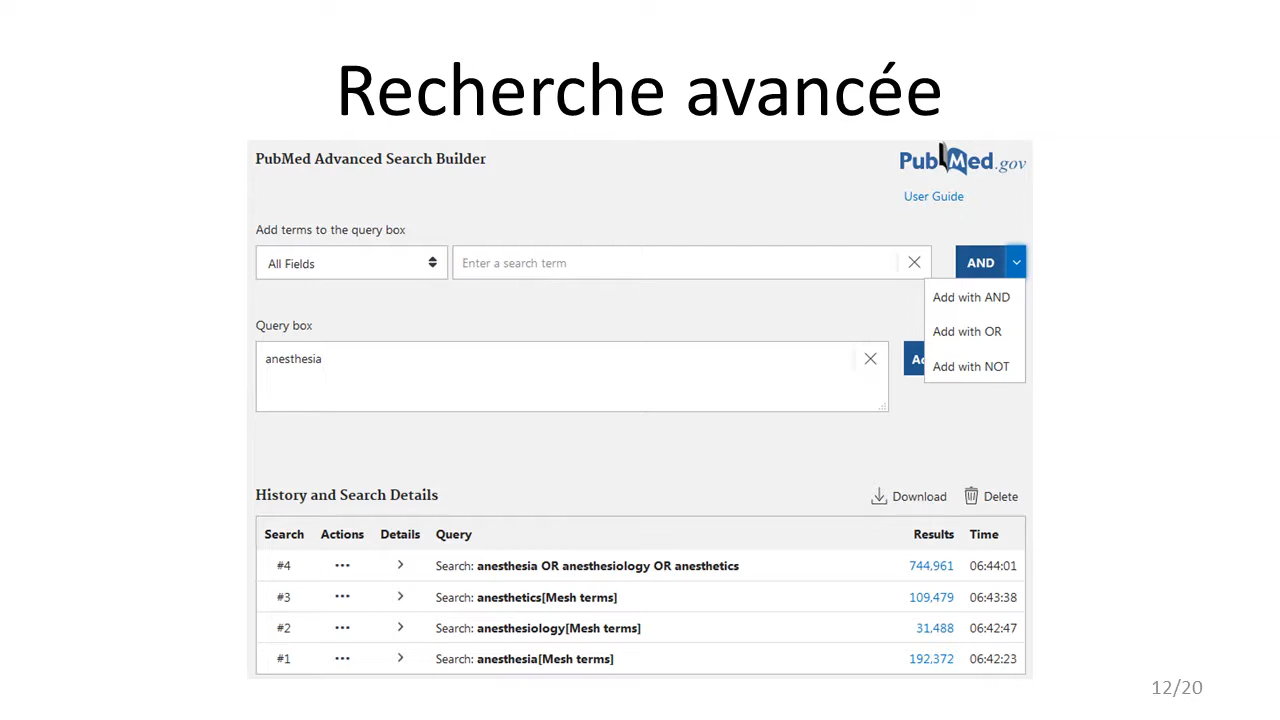 Recherche avancée
PubMed Advanced Search Builder
PubMed.gov
User Guide
Add terms to the query box
All Fields
Enter a search term
AND
Add with AND
Add with OR
Add with NOT
Query box
anesthesia
History and Search Details
Download Delete
Search Actions Details Query Results Time
#4 ··· > Search: anesthesia OR anesthesiology OR anesthetics 744,961 06:44:01
#3 ··· > Search: anesthetics[Mesh terms] 109,479 06:43:38
#2 ··· > Search: anesthesiology[Mesh terms] 31,488 06:42:47
#1 ··· > Search: anesthesia[Mesh terms] 192,372 06:42:23
12/20